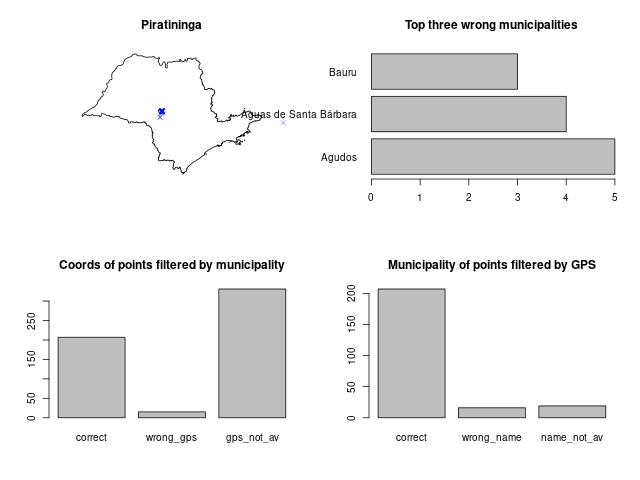 Piratininga
Top three wrong municipalities
Bauru
Águas de Santa Bárbara
Agudos
0 1 2 3 4 5
Coords of points filtered by municipality
250
150
50
0
correct wrong_gps gps_not_av
Municipality of points filtered by GPS
200
150
100
50
0
correct wrong_name name_not_av